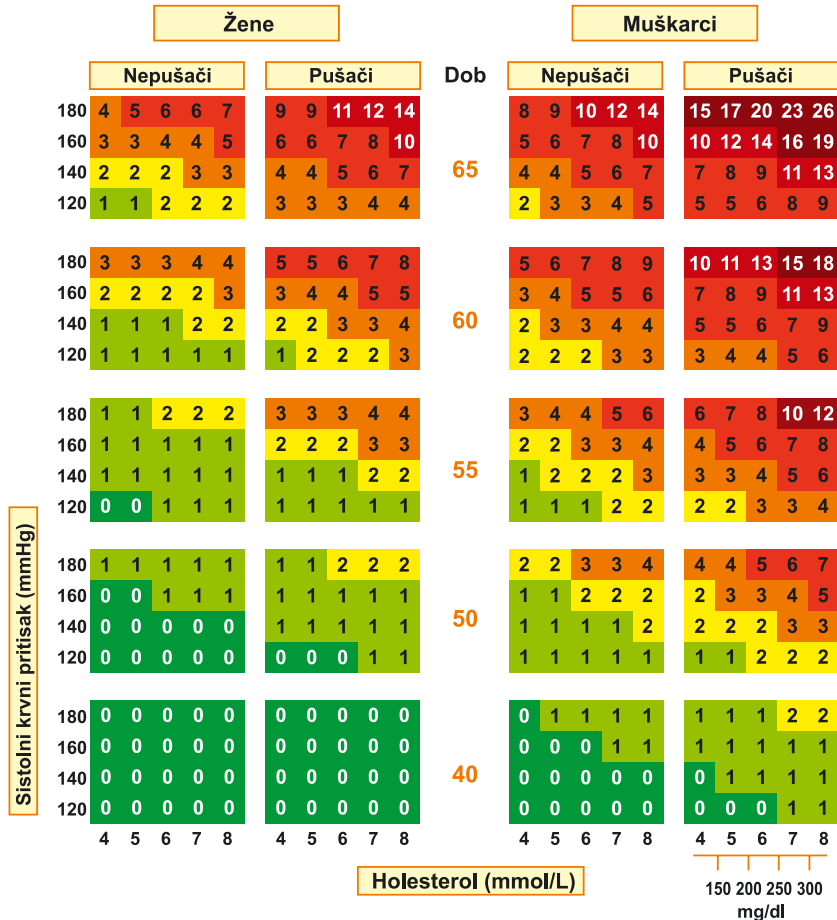 Žene Muškarci
Nepušači Pušači Dob Nepušači Pušači
180 4 5 6 6 7 9 9 11 12 14 8 9 10 12 14 15 17 20 23 26
160 3 3 4 4 5 6 6 7 8 10 5 6 7 8 10 10 12 14 16 19
65
140 2 2 2 3 3 4 4 5 6 7 4 4 5 6 7 7 8 9 11 13
120 1 1 2 2 2 3 3 3 4 4 2 3 3 4 5 5 5 6 8 9
180 3 3 3 4 4 5 5 6 7 8 5 6 7 8 9 10 11 13 15 18
160 2 2 2 2 3 3 4 4 5 5 3 4 5 5 6 7 8 9 11 13
60
140 1 1 1 2 2 2 2 3 3 4 2 3 3 4 4 5 5 6 7 9
120 1 1 1 1 1 1 2 2 2 3 2 2 2 3 3 3 4 4 5 6
180 1 1 2 2 2 3 3 3 4 4 3 4 4 5 6 6 7 8 10 12
160 1 1 1 1 1 2 2 2 3 3 2 2 3 3 4 4 5 6 7 8
55
140 1 1 1 1 1 1 1 1 2 2 1 2 2 2 3 3 3 4 5 6
120 0 0 1 1 1 1 1 1 1 1 1 1 1 2 2 2 2 3 3 4
180 1 1 1 1 1 1 1 2 2 2 2 2 3 3 4 4 4 5 6 7
160 0 0 1 1 1 1 1 1 1 1 1 1 2 2 2 2 3 3 4 5
50
140 0 0 0 0 0 1 1 1 1 1 1 1 1 1 2 2 2 2 3 3
120 0 0 0 0 0 0 0 0 1 1 1 1 1 1 1 1 1 2 2 2
180 0 0 0 0 0 0 0 0 0 0 0 1 1 1 1 1 1 1 2 2
160 0 0 0 0 0 0 0 0 0 0 0 0 0 1 1 1 1 1 1 1
40
140 0 0 0 0 0 0 0 0 0 0 0 0 0 0 0 0 1 1 1 1
120 0 0 0 0 0 0 0 0 0 0 0 0 0 0 0 0 0 0 1 1
4 5 6 7 8 4 5 6 7 8 4 5 6 7 8 4 5 6 7 8
Sistolni krvni pritisak (mmHg)
Holesterol (mmol/L)
150 200 250 300
mg/dl